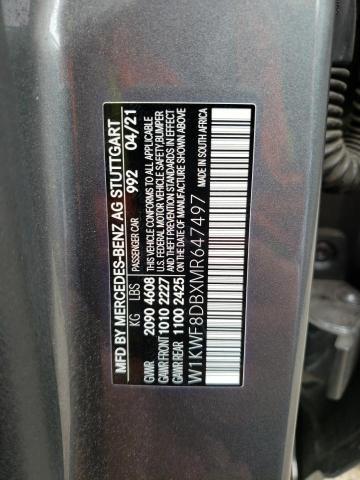 MFD BY MERCEDES-BENZ AG STUTTGART
PASSENGER CAR 992 04/21
KG LBS
GVWR 2090 4608
GAWR FRONT 1010 2227
GAWR REAR 1100 2425
THIS VEHICLE CONFORMS TO ALL APPLICABLE
U.S. FEDERAL MOTOR VEHICLE SAFETY,BUMPER
AND THEFT PREVENTION STANDARDS IN EFFECT
ON THE DATE OF MANUFACTURE SHOWN ABOVE.
W1KWF8DBXMR647497
MADE IN SOUTH AFRICA